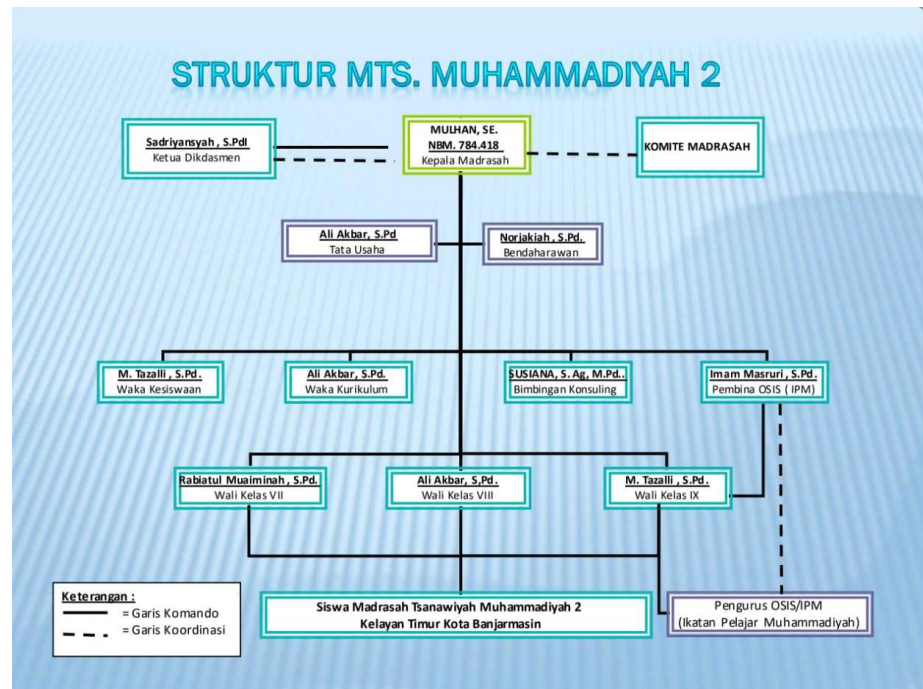 STRUKTUR MTS. MUHAMMADIYAH 2
Sadriyansyah , S.PdI
Ketua Dikdasmen
MULHAN, SE.
NBM. 784.418
Kepala Madrasah
KOMITE MADRASAH
Ali Akbar, S.Pd
Tata Usaha
Norjakiah , S.Pd.
Bendaharawan
M. Tazalli , S.Pd.
Waka Kesiswaan
Ali Akbar, S.Pd.
Waka Kurikulum
SUSIANA, S. Ag, M.Pd..
Bimbingan Konsuling
Imam Masruri , S.Pd.
Pembina OSIS ( IPM)
Rabiatul Muaiminah , S.Pd.
Wali Kelas VII
Ali Akbar, S,Pd.
Wali Kelas VIII
M. Tazalli , S.Pd.
Wali Kelas IX
Keterangan :
= Garis Komando
= Garis Koordinasi
Siswa Madrasah Tsanawiyah Muhammadiyah 2
Kelayan Timur Kota Banjarmasin
Pengurus OSIS/IPM
(Ikatan Pelajar Muhammadiyah)